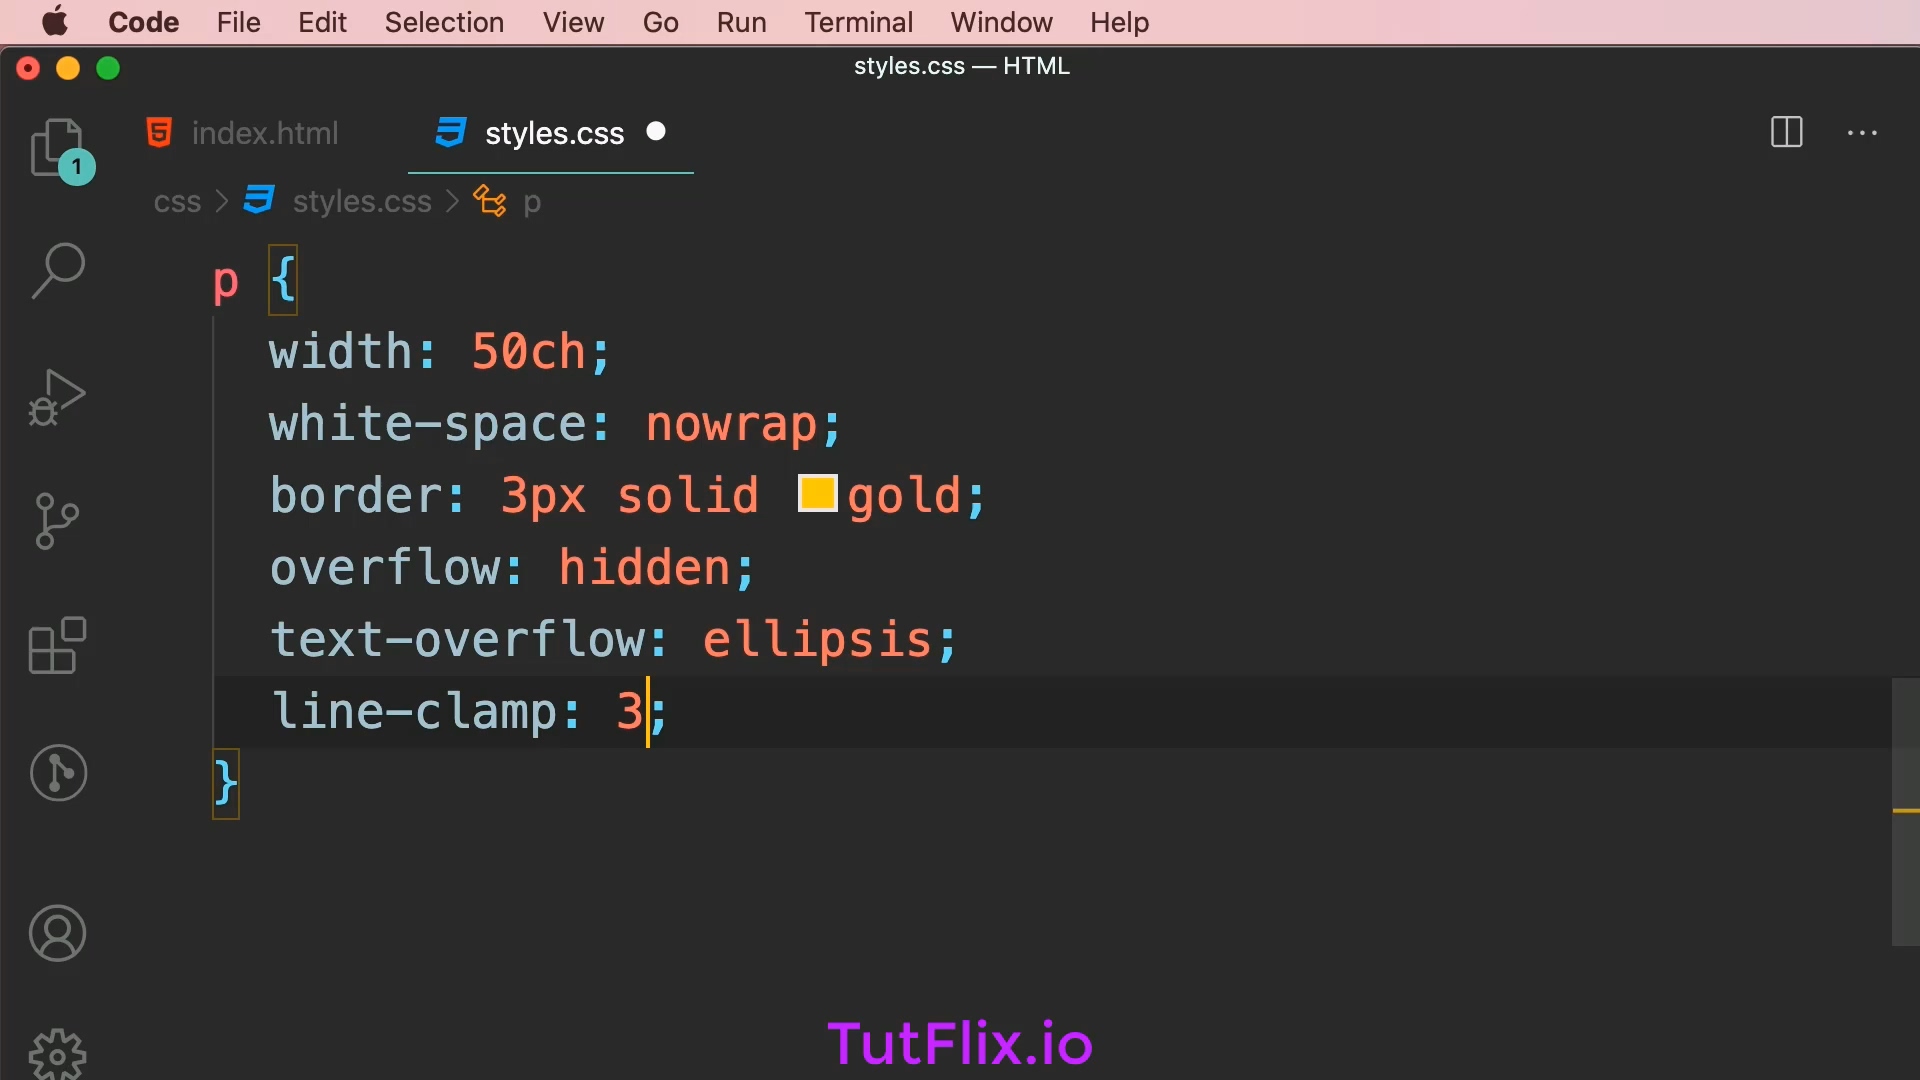 Code File Edit Selection View Go Run Terminal Window Help
styles.css — HTML
index.html styles.css
1
css > styles.css > p
p {
width: 50ch;
white-space: nowrap;
border: 3px solid gold;
overflow: hidden;
text-overflow: ellipsis;
line-clamp: 3;
}
TutFlix.io